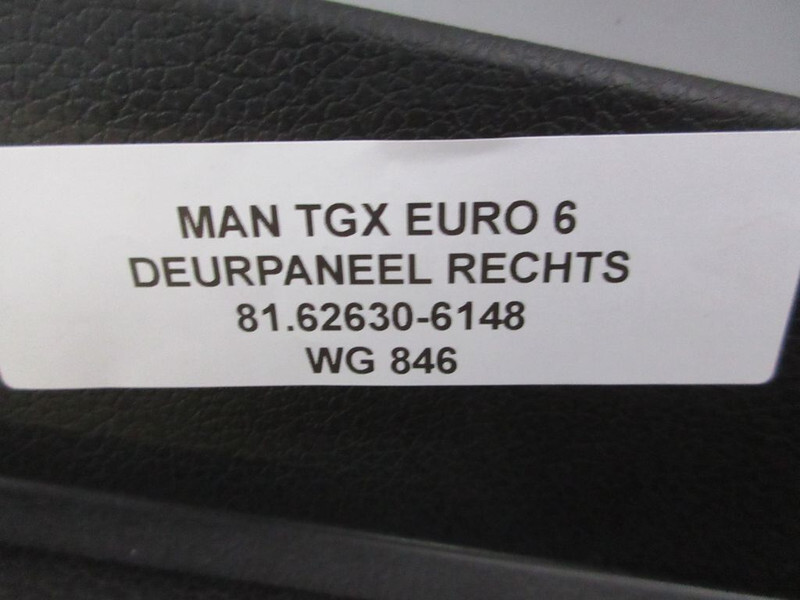 MAN TGX EURO 6
DEURPANEEL RECHTS
81.62630-6148
WG 846